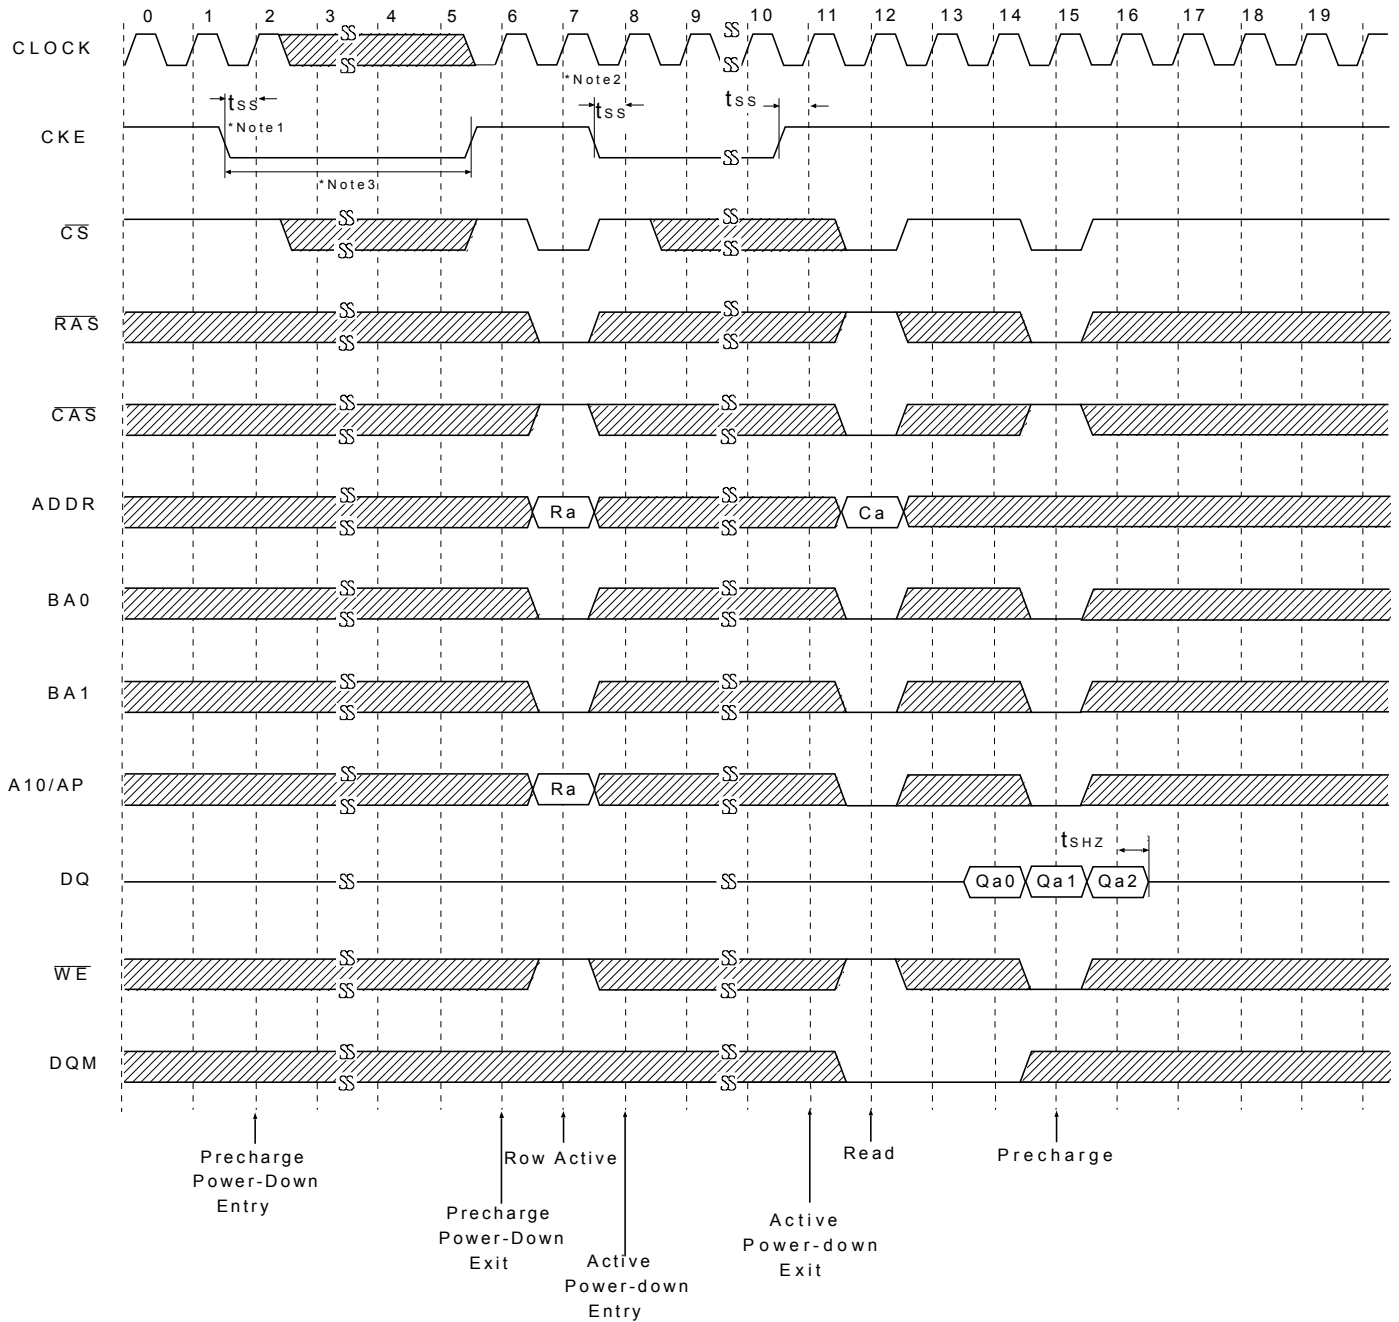 0 1 2 3 4 5 6 7 8 9 10 11 12 13 14 15 16 17 18 19
CLOCK
*Note2
tSS
tSS
tSS
*Note1
CKE
*Note3
CS
RAS
CAS
ADDR
Ra
Ca
BA0
BA1
A10/AP
Ra
tSHZ
DQ
Qa0
Qa1
Qa2
WE
DQM
Precharge
Power-Down
Entry
Precharge
Power-Down
Exit
Row Active
Active
Power-down
Entry
Active
Power-down
Exit
Read
Precharge